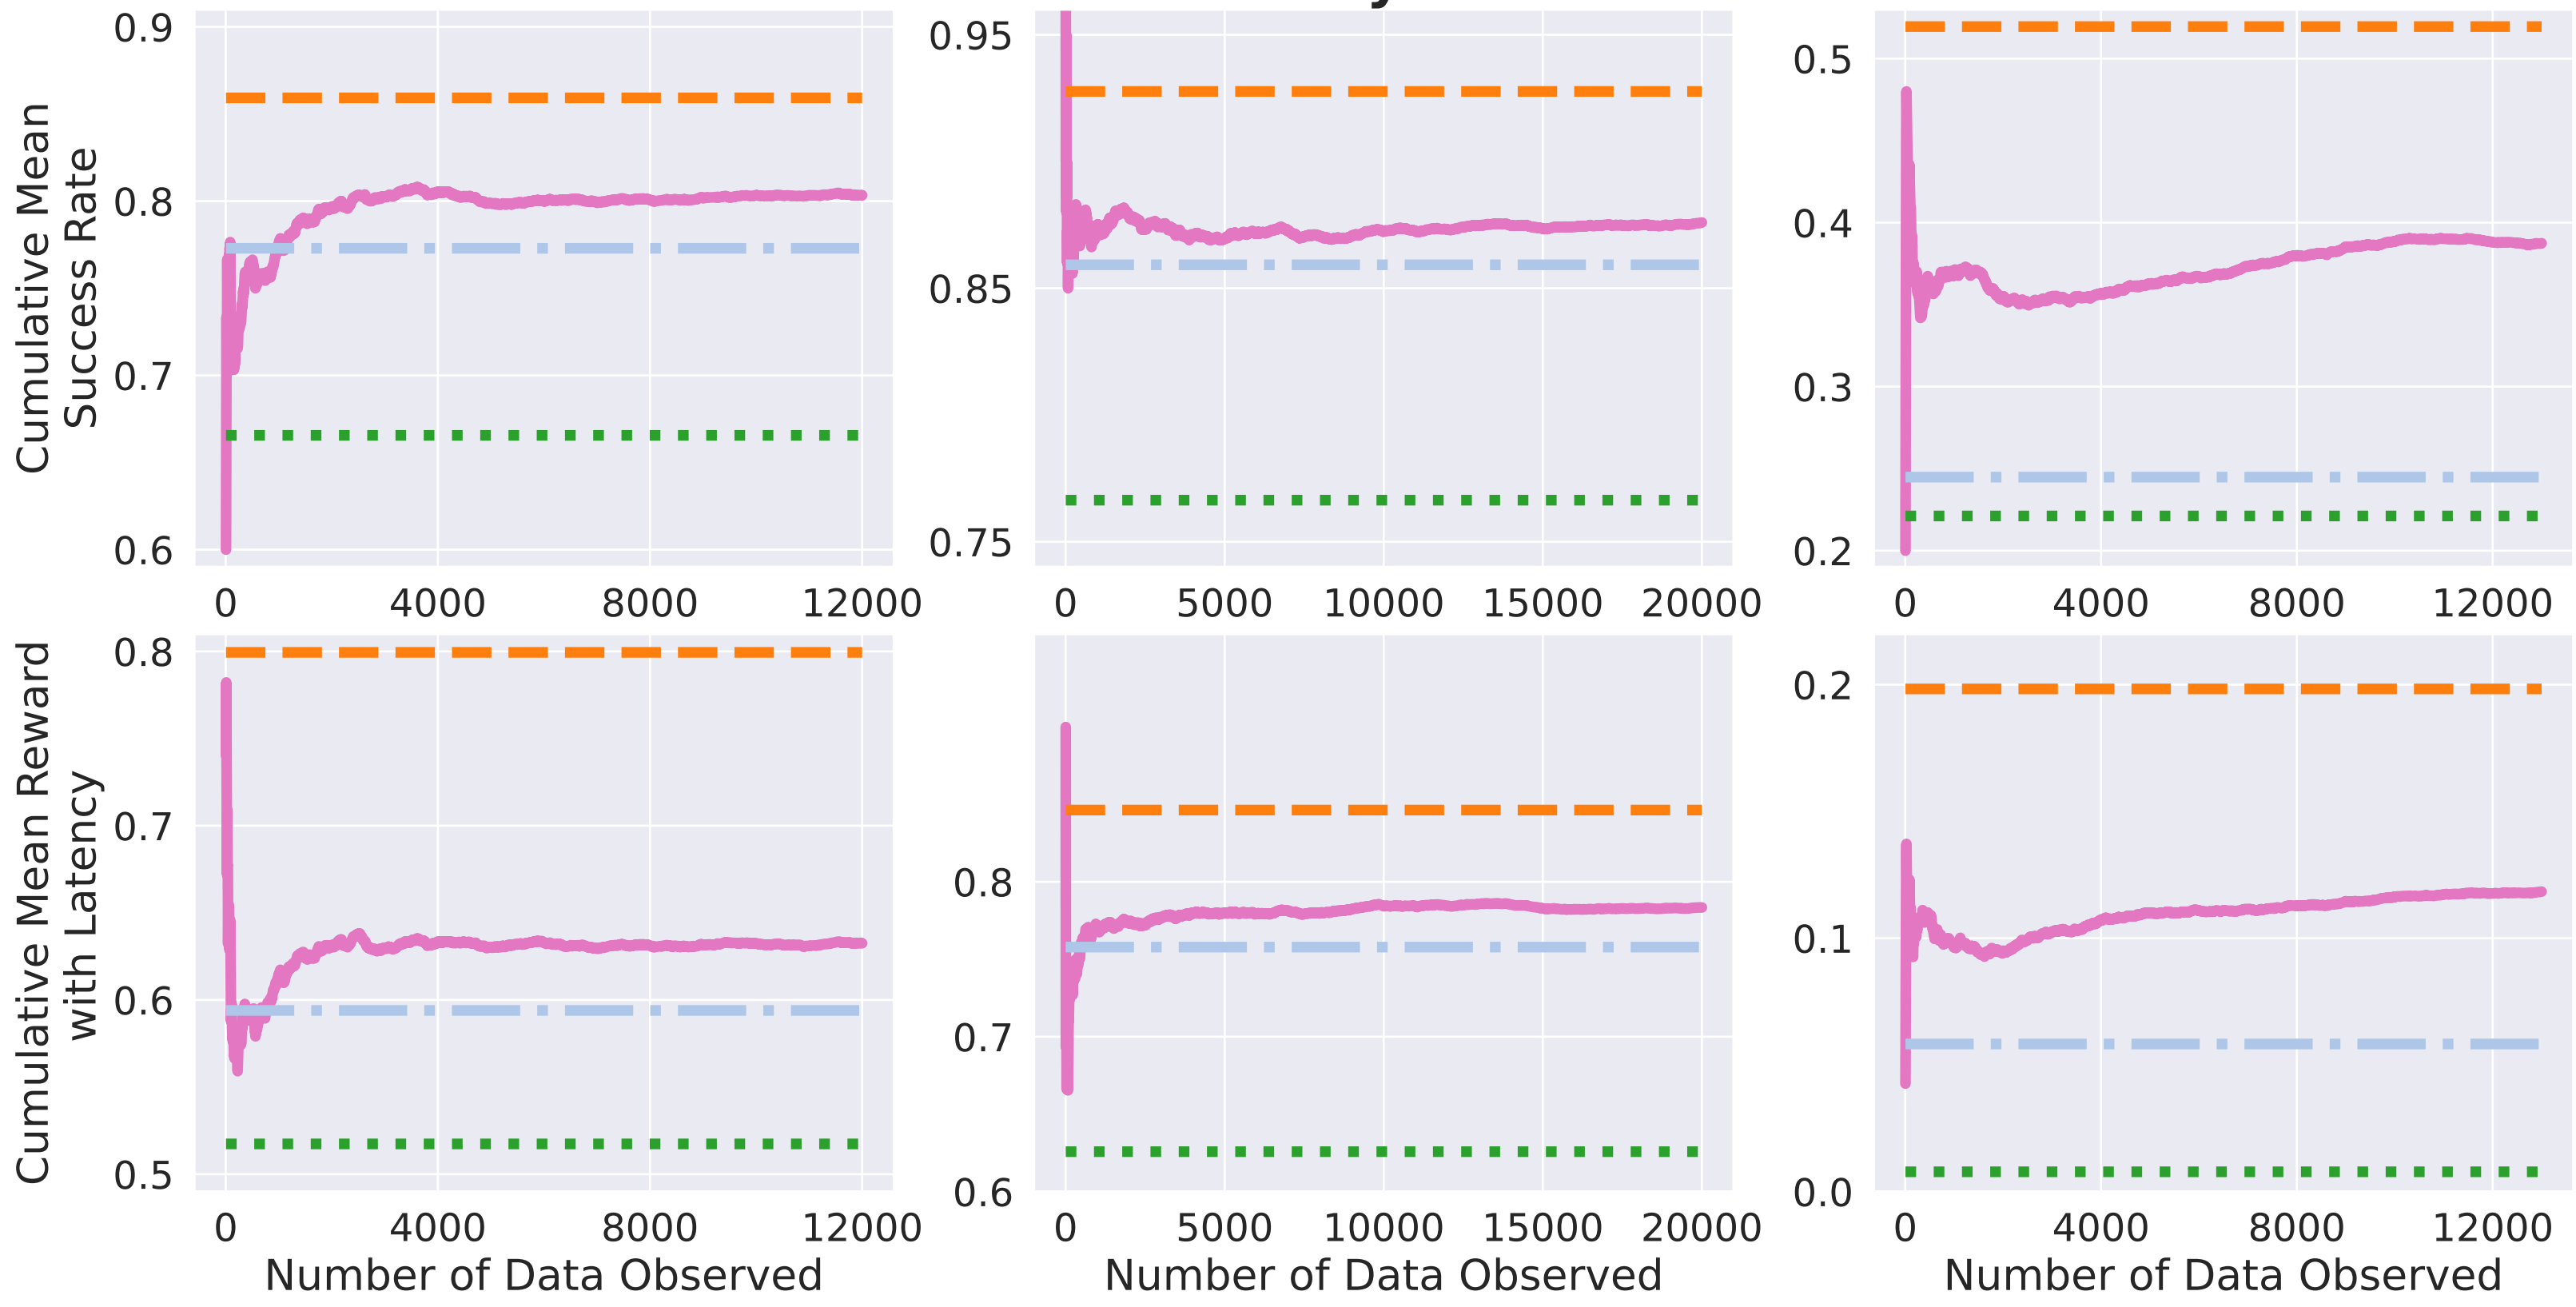 Cumulative Mean
Success Rate
0.9
0.8
0.7
0.6
0 4000 8000 12000
0.95
0.85
0.75
0 5000 10000 15000 20000
0.5
0.4
0.3
0.2
0 4000 8000 12000
Cumulative Mean Reward
with Latency
0.8
0.7
0.6
0.5
0 4000 8000 12000
Number of Data Observed
0.8
0.7
0.6
0 5000 10000 15000 20000
Number of Data Observed
0.2
0.1
0.0
0 4000 8000 12000
Number of Data Observed